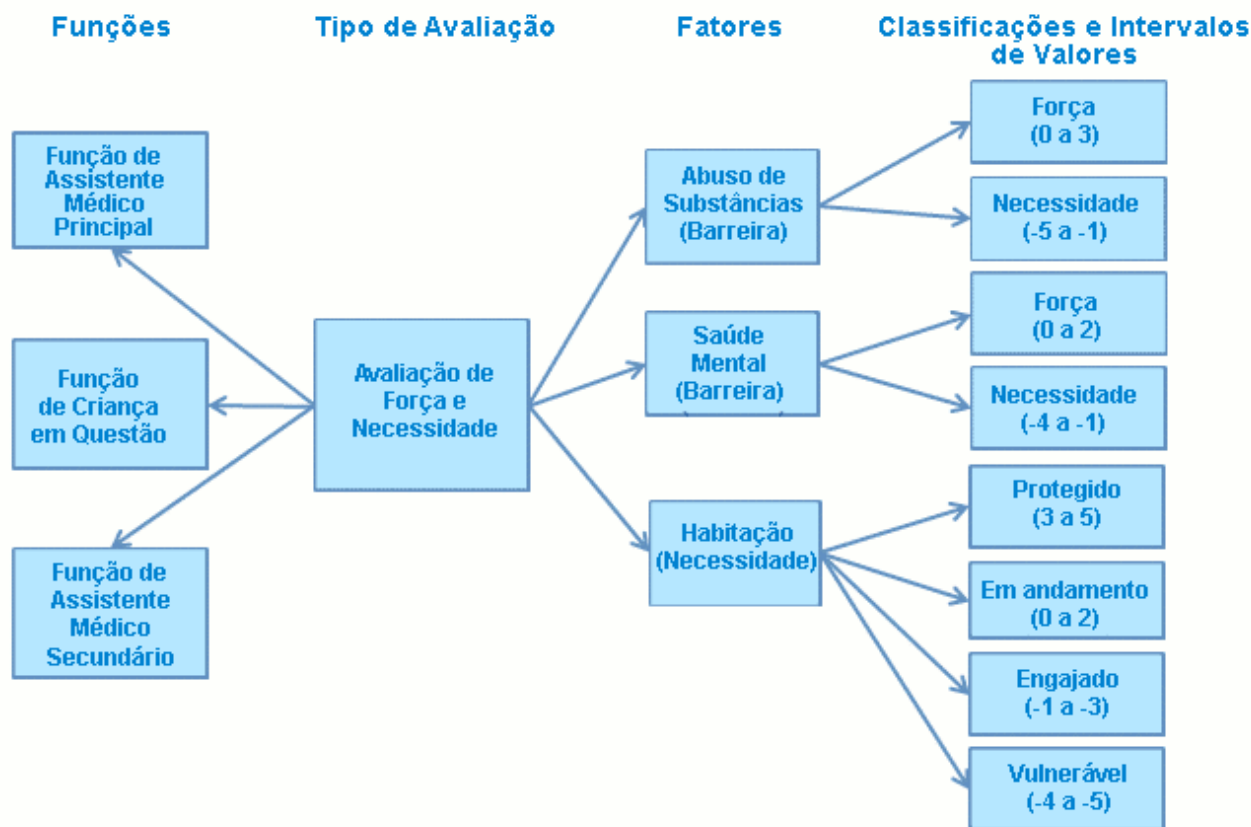 Funções
Tipo de Avaliação
Fatores
Classificações e Intervalos
de Valores
Função de
Assistente
Médico
Principal
Função
de Criança
em Questão
Função de
Assistente
Médico
Secundário
Avaliação de
Força e
Necessidade
Abuso de
Substâncias
(Barreira)
Saúde
Mental
(Barreira)
Habitação
(Necessidade)
Força
(0 a 3)
Necessidade
(-5 a -1)
Força
(0 a 2)
Necessidade
(-4 a -1)
Protegido
(3 a 5)
Em andamento
(0 a 2)
Engajado
(-1 a -3)
Vulnerável
(-4 a -5)